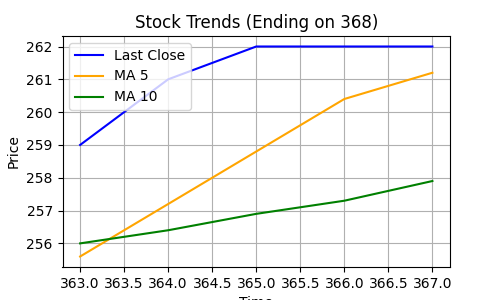 Stock Trends (Ending on 368)
Last Close
MA 5
MA 10
Price
262
261
260
259
258
257
256
363.0 363.5 364.0 364.5 365.0 365.5 366.0 366.5 367.0
Time